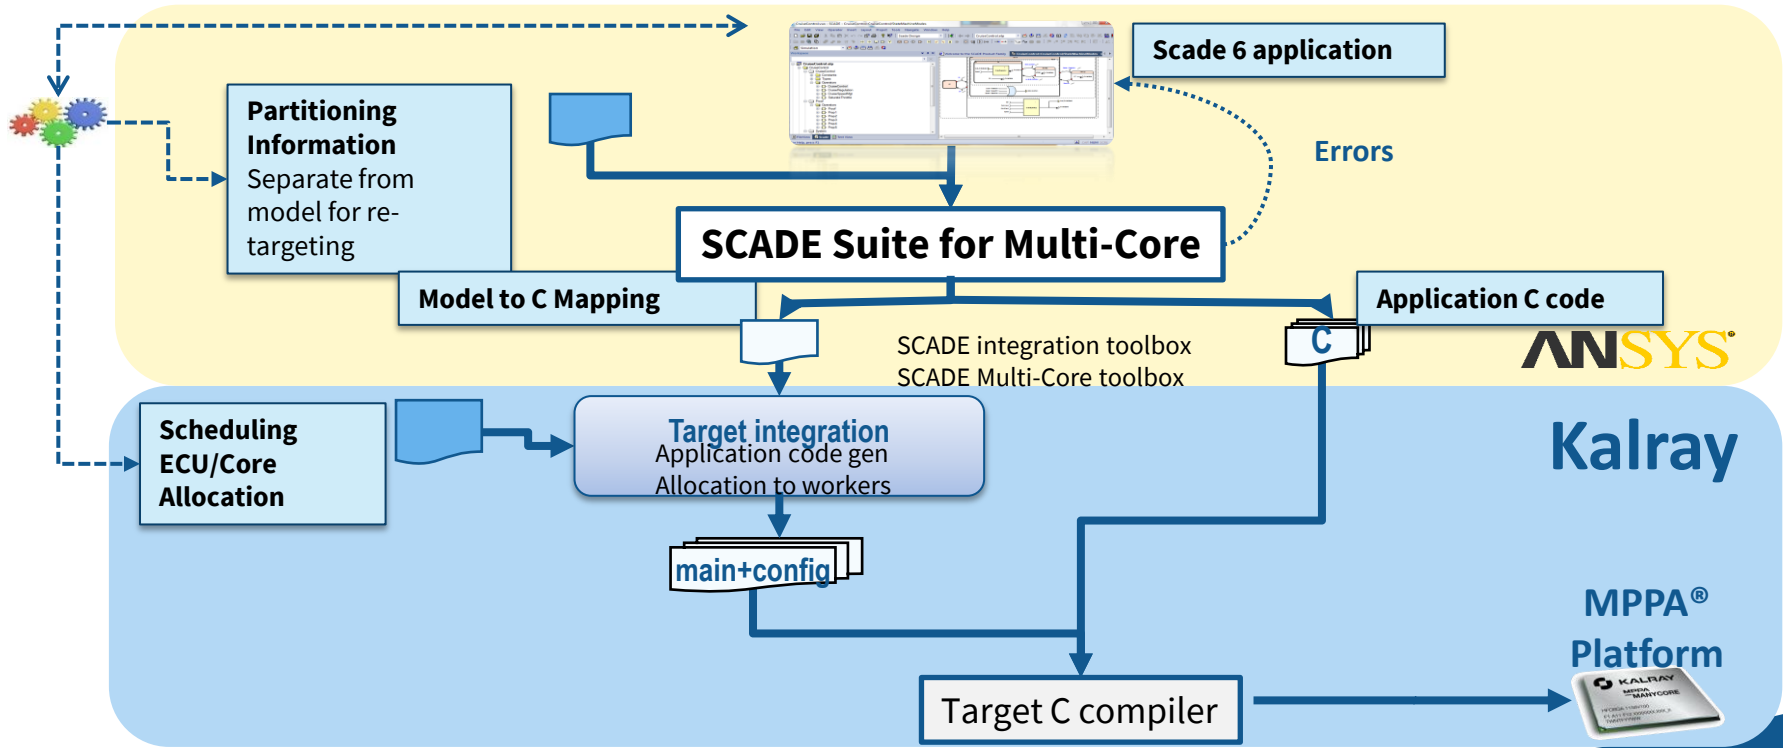 Scade 6 application
Partitioning
Information
Separate from
model for re-
targeting
Errors
SCADE Suite for Multi-Core
Model to C Mapping
Application C code
C
SCADE integration toolbox
SCADE Multi-Core toolbox
ANSYS
Scheduling
ECU/Core
Allocation
Target integration
Application code gen
Allocation to workers
Kalray
main+config
MPPA®
Platform
KALRAY
MPPA
MANYCORE
Target C compiler